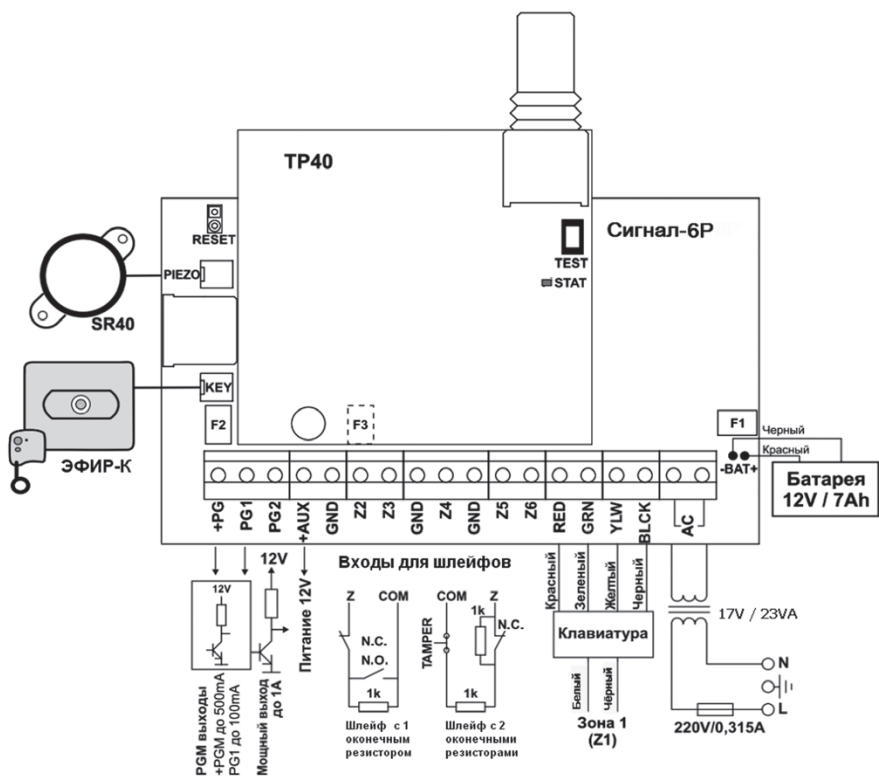 TP40
Сигнал-6Р
RESET
TEST
STAT
PIEZO
SR40
KEY
F2
F3
F1
ЭФИР-К
Черный
Красный
-BAT+
Батарея
12V / 7Ah
+PG
PG1
PG2
+AUX
GND
Z2
Z3
GND
Z4
GND
Z5
Z6
RED
GRN
YLW
BLCK
AC
12V
Входы для шлейфов
12V
Питание 12V
Z COM
N.C.
N.O.
1k
Шлейф с 1
оконечным
резистором
COM Z
1k
N.C.
TAMPER
1k
Шлейф с 2
оконечными
резисторами
Красный
Зеленый
Желтый
Черный
Клавиатура
Белый
Чёрный
Зона 1
(Z1)
17V / 23VA
N
L
220V/0,315A
PGM выходы
+PGM до 500mA
PG1 до 100mA
Мощный выход
до 1A